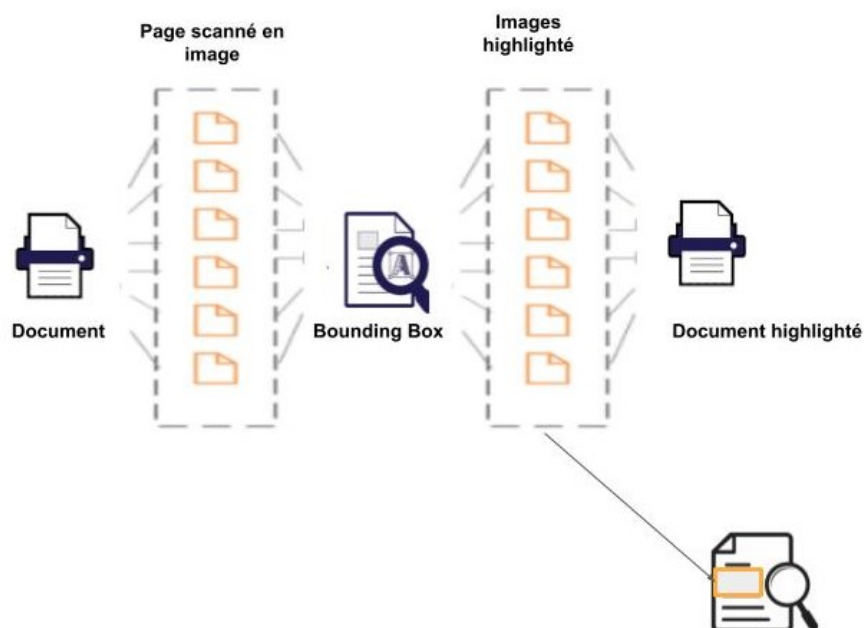 Page scanné en
image
Images
highlighté
A
Document
Bounding Box
Document highlighté